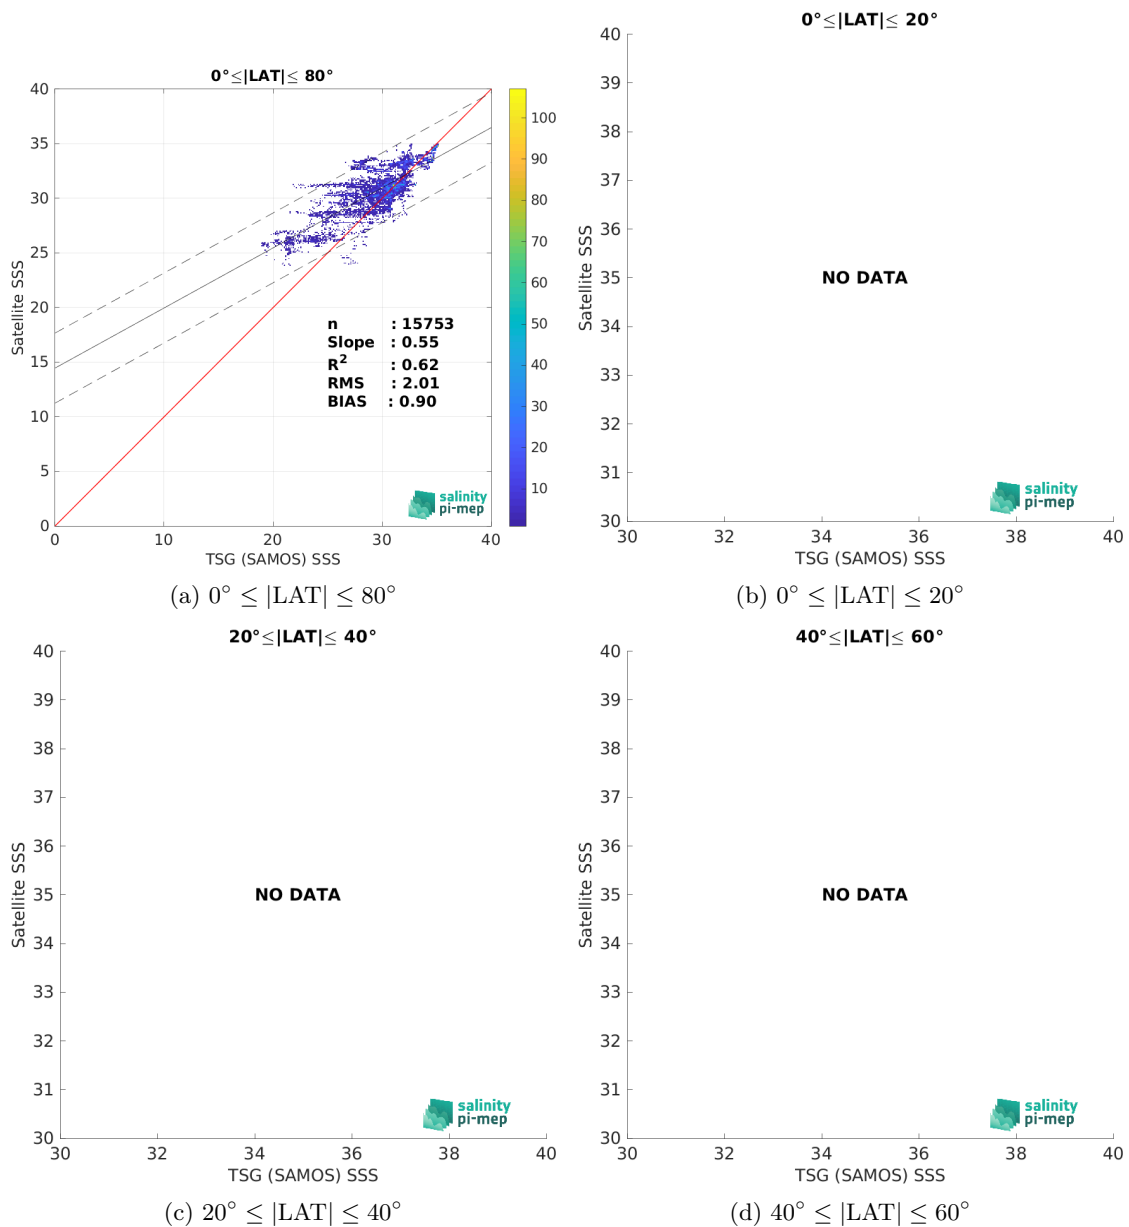 0°≤|LAT|≤ 80°
40
35
30
25
20
15
10
5
0
Satellite SSS
0
10
20
30
40
TSG (SAMOS) SSS
n : 15753
Slope : 0.55
R2 : 0.62
RMS : 2.01
BIAS : 0.90
salinity
pi-mep
100
90
80
70
60
50
40
30
20
10
(a) 0° ≤ |LAT| ≤ 80°
0°≤|LAT|≤ 20°
40
39
38
37
36
35
34
33
32
31
30
Satellite SSS
NO DATA
salinity
pi-mep
30
32
34
36
38
40
TSG (SAMOS) SSS
(b) 0° ≤ |LAT| ≤ 20°
20°≤|LAT|≤ 40°
40
39
38
37
36
35
34
33
32
31
30
Satellite SSS
NO DATA
salinity
pi-mep
30
32
34
36
38
40
TSG (SAMOS) SSS
(c) 20° ≤ |LAT| ≤ 40°
40°≤|LAT|≤ 60°
40
39
38
37
36
35
34
33
32
31
30
Satellite SSS
NO DATA
salinity
pi-mep
30
32
34
36
38
40
TSG (SAMOS) SSS
(d) 40° ≤ |LAT| ≤ 60°